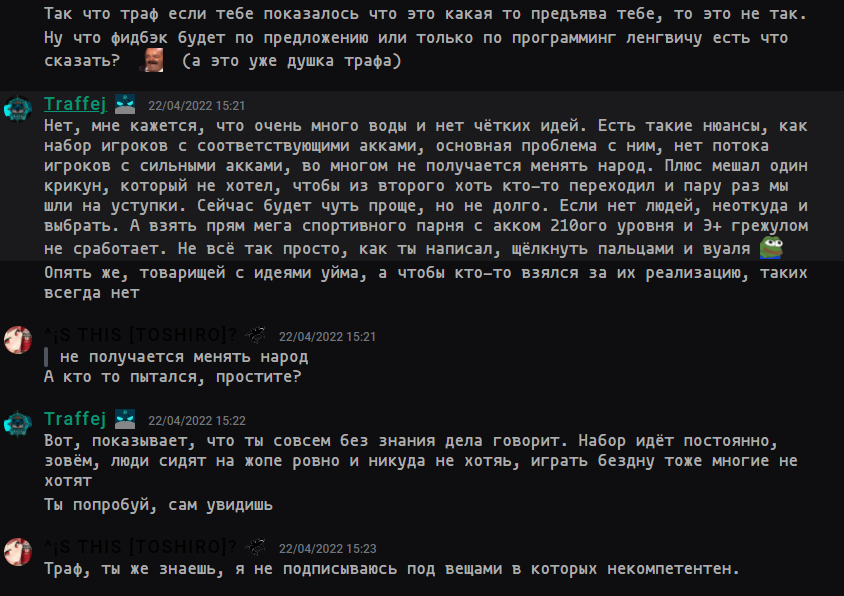 Так что траф если тебе показалось что это какая то предъява тебе, то это не так.
Ну что фидбэк будет по предложению или только по программинг ленгвичу есть что
сказать? (а это уже душка трафа)
Traffej 22/04/2022 15:21
Нет, мне кажется, что очень много воды и нет чётких идей. Есть такие нюансы, как
набор игроков с соответствующими акками, основная проблема с ним, нет потока
игроков с сильными акками, во многом не получается менять народ. Плюс мешал один
крикун, который не хотел, чтобы из второго хоть кто-то переходил и пару раз мы
шли на уступки. Сейчас будет чуть проще, но не долго. Если нет людей, неоткуда и
выбрать. А взять прям мега спортивного парня с акком 210ого уровня и Э+ грежулом
не сработает. Не всё так просто, как ты написал, щёлкнуть пальцами и вуаля
Опять же, товарищей с идеями уйма, а чтобы кто-то взялся за их реализацию, таких
всегда нет
^¡S THIS [TOSHIRO]? 22/04/2022 15:21
не получается менять народ
А кто то пытался, простите?
Traffej 22/04/2022 15:22
Вот, показывает, что ты совсем без знания дела говорит. Набор идёт постоянно,
зовём, люди сидят на жопе ровно и никуда не хотяь, играть бездну тоже многие не
хотят
Ты попробуй, сам увидишь
^¡S THIS [TOSHIRO]? 22/04/2022 15:23
Траф, ты же знаешь, я не подписываюсь под вещами в которых некомпетентен.